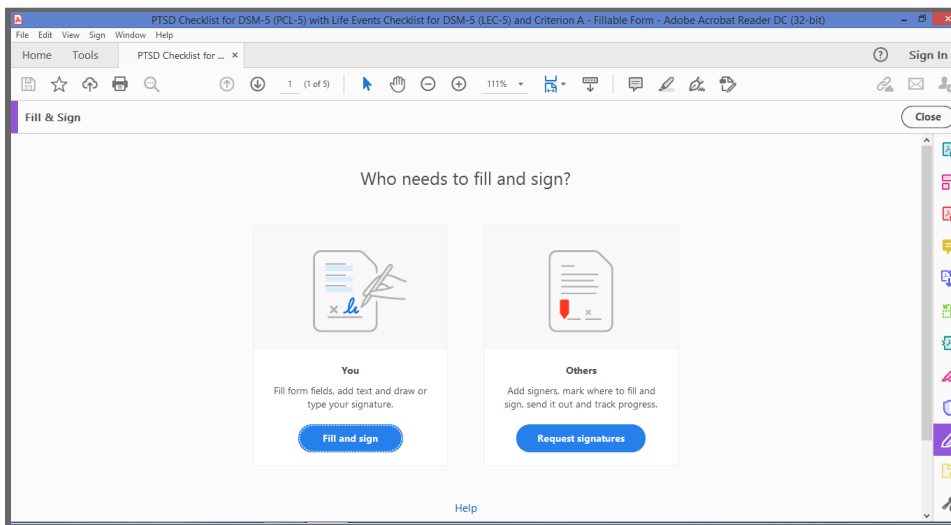 PTSD Checklist for DSM-5 (PCL-5) with Life Events Checklist for DSM-5 (LEC-5) and Criterion A - Fillable Form - Adobe Acrobat Reader DC (32-bit)
File Edit View Sign Window Help
Home Tools PTSD Checklist for ... × ? Sign In
1 (1 of 5) 111%
Fill & Sign Close
Who needs to fill and sign?
You
Fill form fields, add text and draw or
type your signature.
Fill and sign
Others
Add signers, mark where to fill and
sign, send it out and track progress.
Request signatures
Help